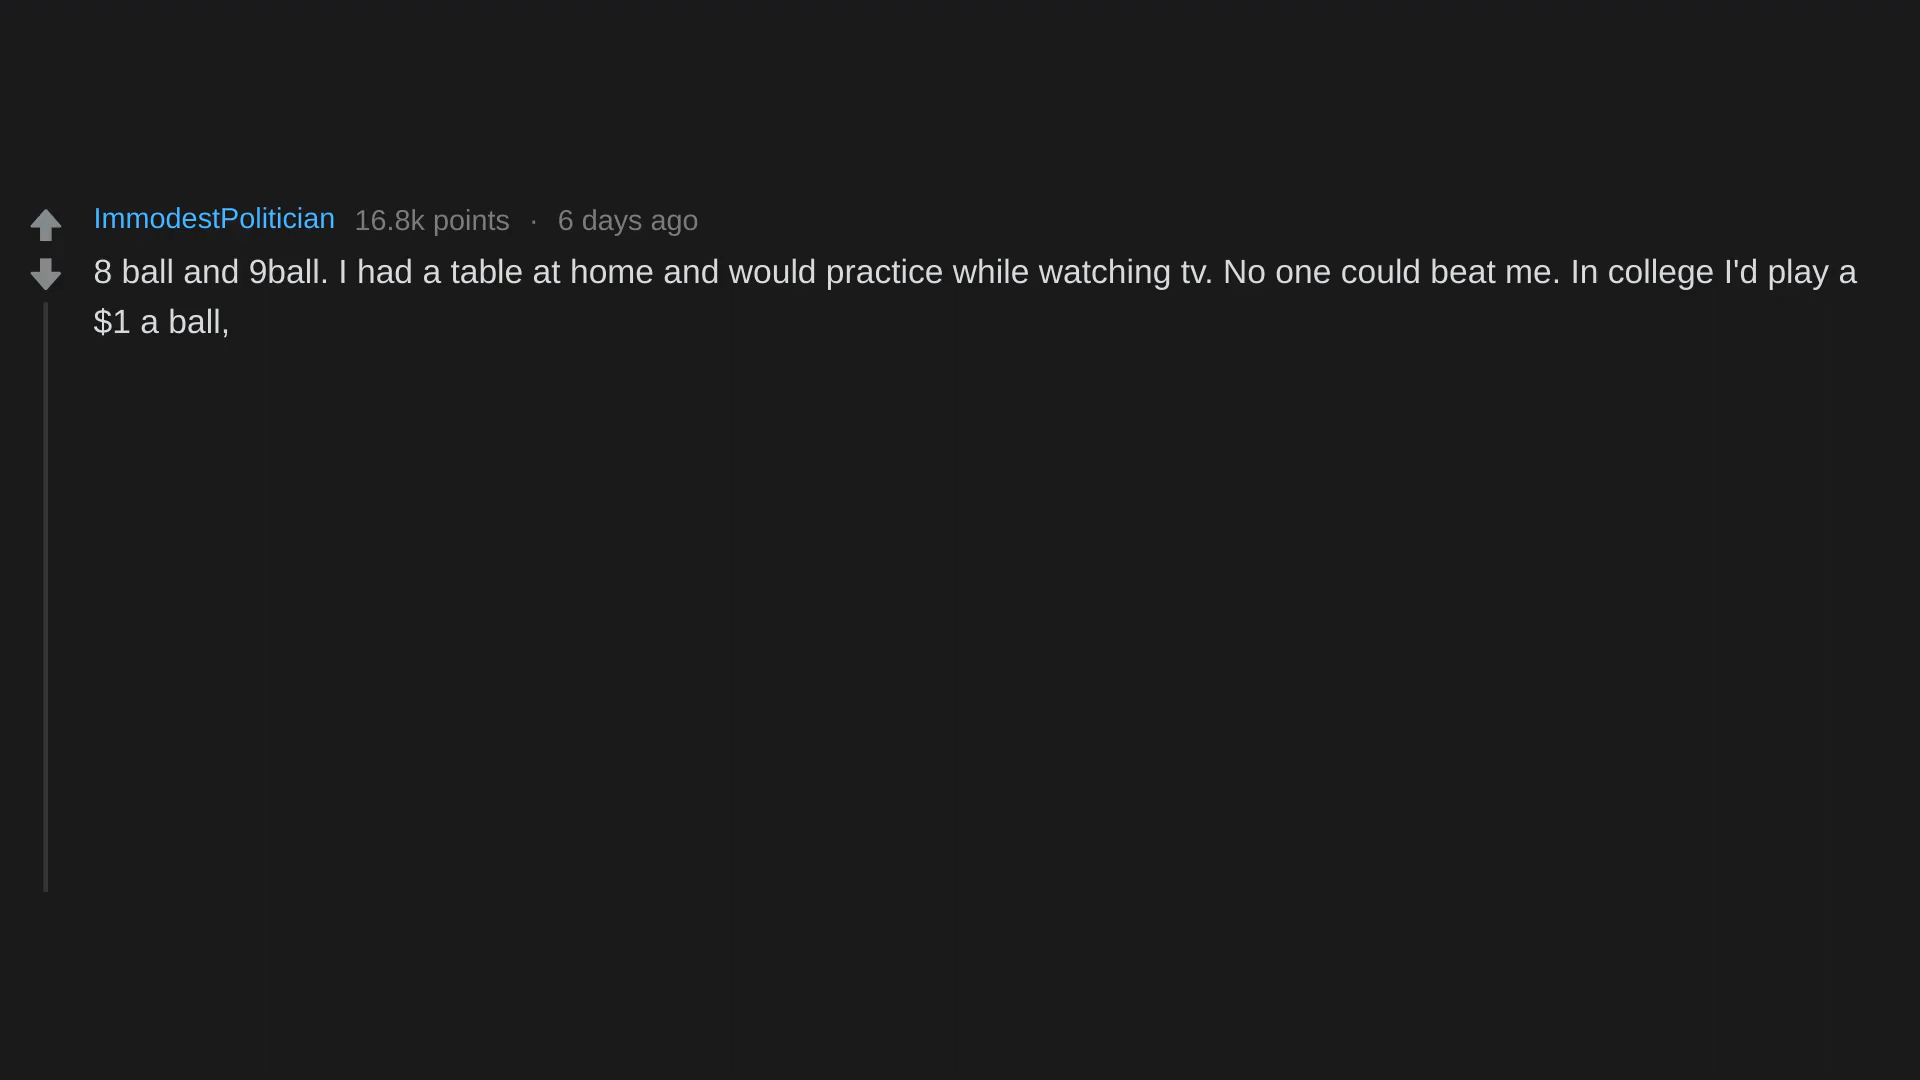 ImmodestPolitician 16.8k points · 6 days ago
8 ball and 9ball. I had a table at home and would practice while watching tv. No one could beat me. In college I'd play a
$1 a ball,